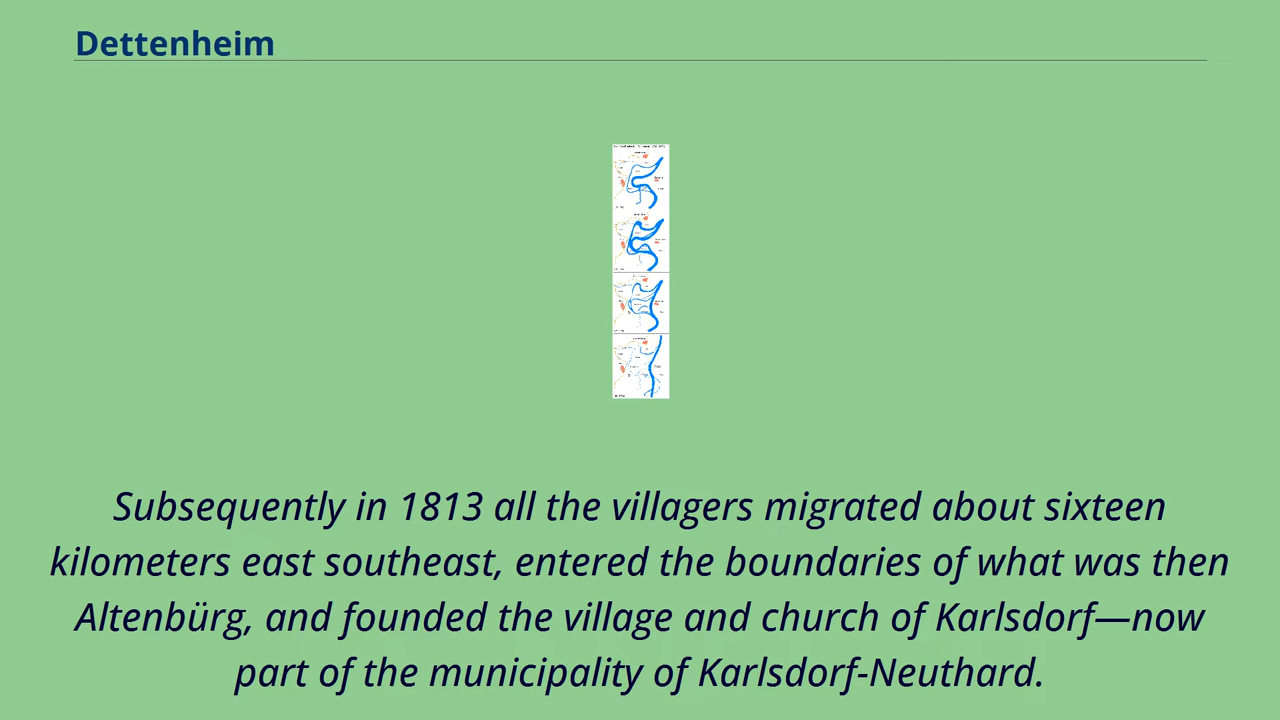 Dettenheim
Subsequently in 1813 all the villagers migrated about sixteen
kilometers east southeast, entered the boundaries of what was then
Altenbürg, and founded the village and church of Karlsdorf—now
part of the municipality of Karlsdorf-Neuthard.